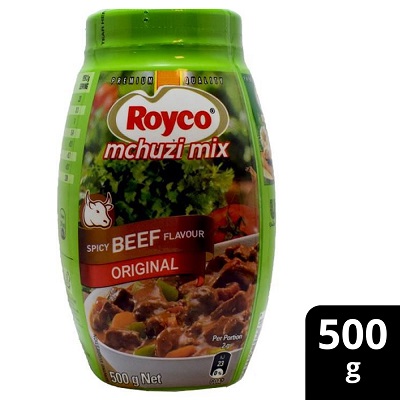 PREMIUM QUALITY
Royco
mchuzi mix
SPICY BEEF FLAVOUR
ORIGINAL
Per Portion
500 g Net
500
g